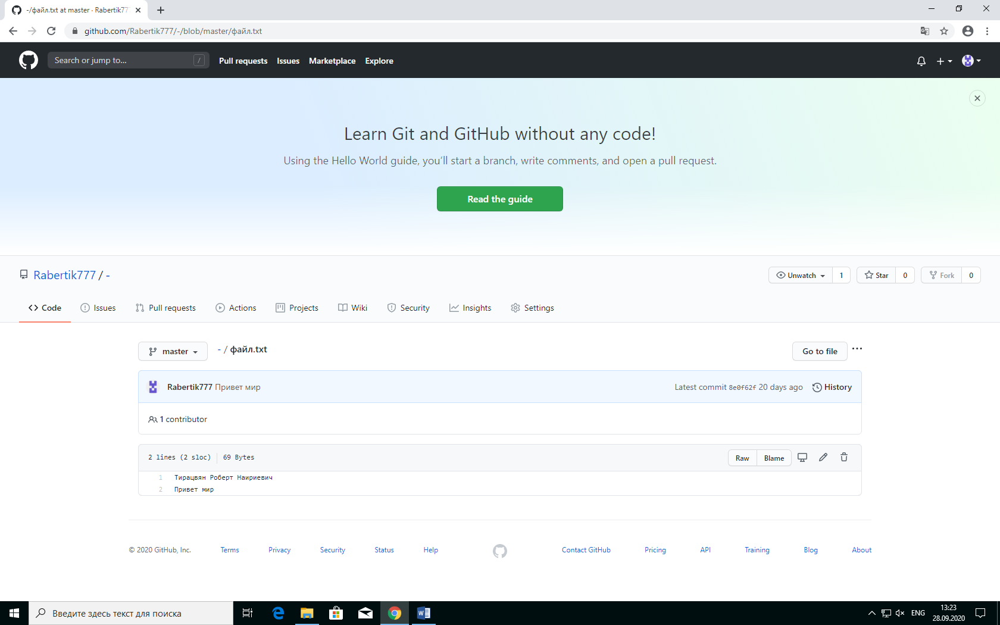 -/файл.txt at master · Rabertik777
github.com/Rabertik777/-/blob/master/файл.txt
Search or jump to...
/
Pull requests
Issues
Marketplace
Explore
Learn Git and GitHub without any code!
Using the Hello World guide, you’ll start a branch, write comments, and open a pull request.
Read the guide
Rabertik777 / -
Unwatch 1
Star 0
Fork 0
Code
Issues
Pull requests
Actions
Projects
Wiki
Security
Insights
Settings
master
- / файл.txt
Go to file
Rabertik777 Привет мир
Latest commit 8e0f62f 20 days ago
History
1 contributor
2 lines (2 sloc) 69 Bytes
Raw
Blame
1 Тирацвян Роберт Наириевич
2 Привет мир
© 2020 GitHub, Inc.
Terms
Privacy
Security
Status
Help
Contact GitHub
Pricing
API
Training
Blog
About
Введите здесь текст для поиска
ENG
13:23
28.09.2020